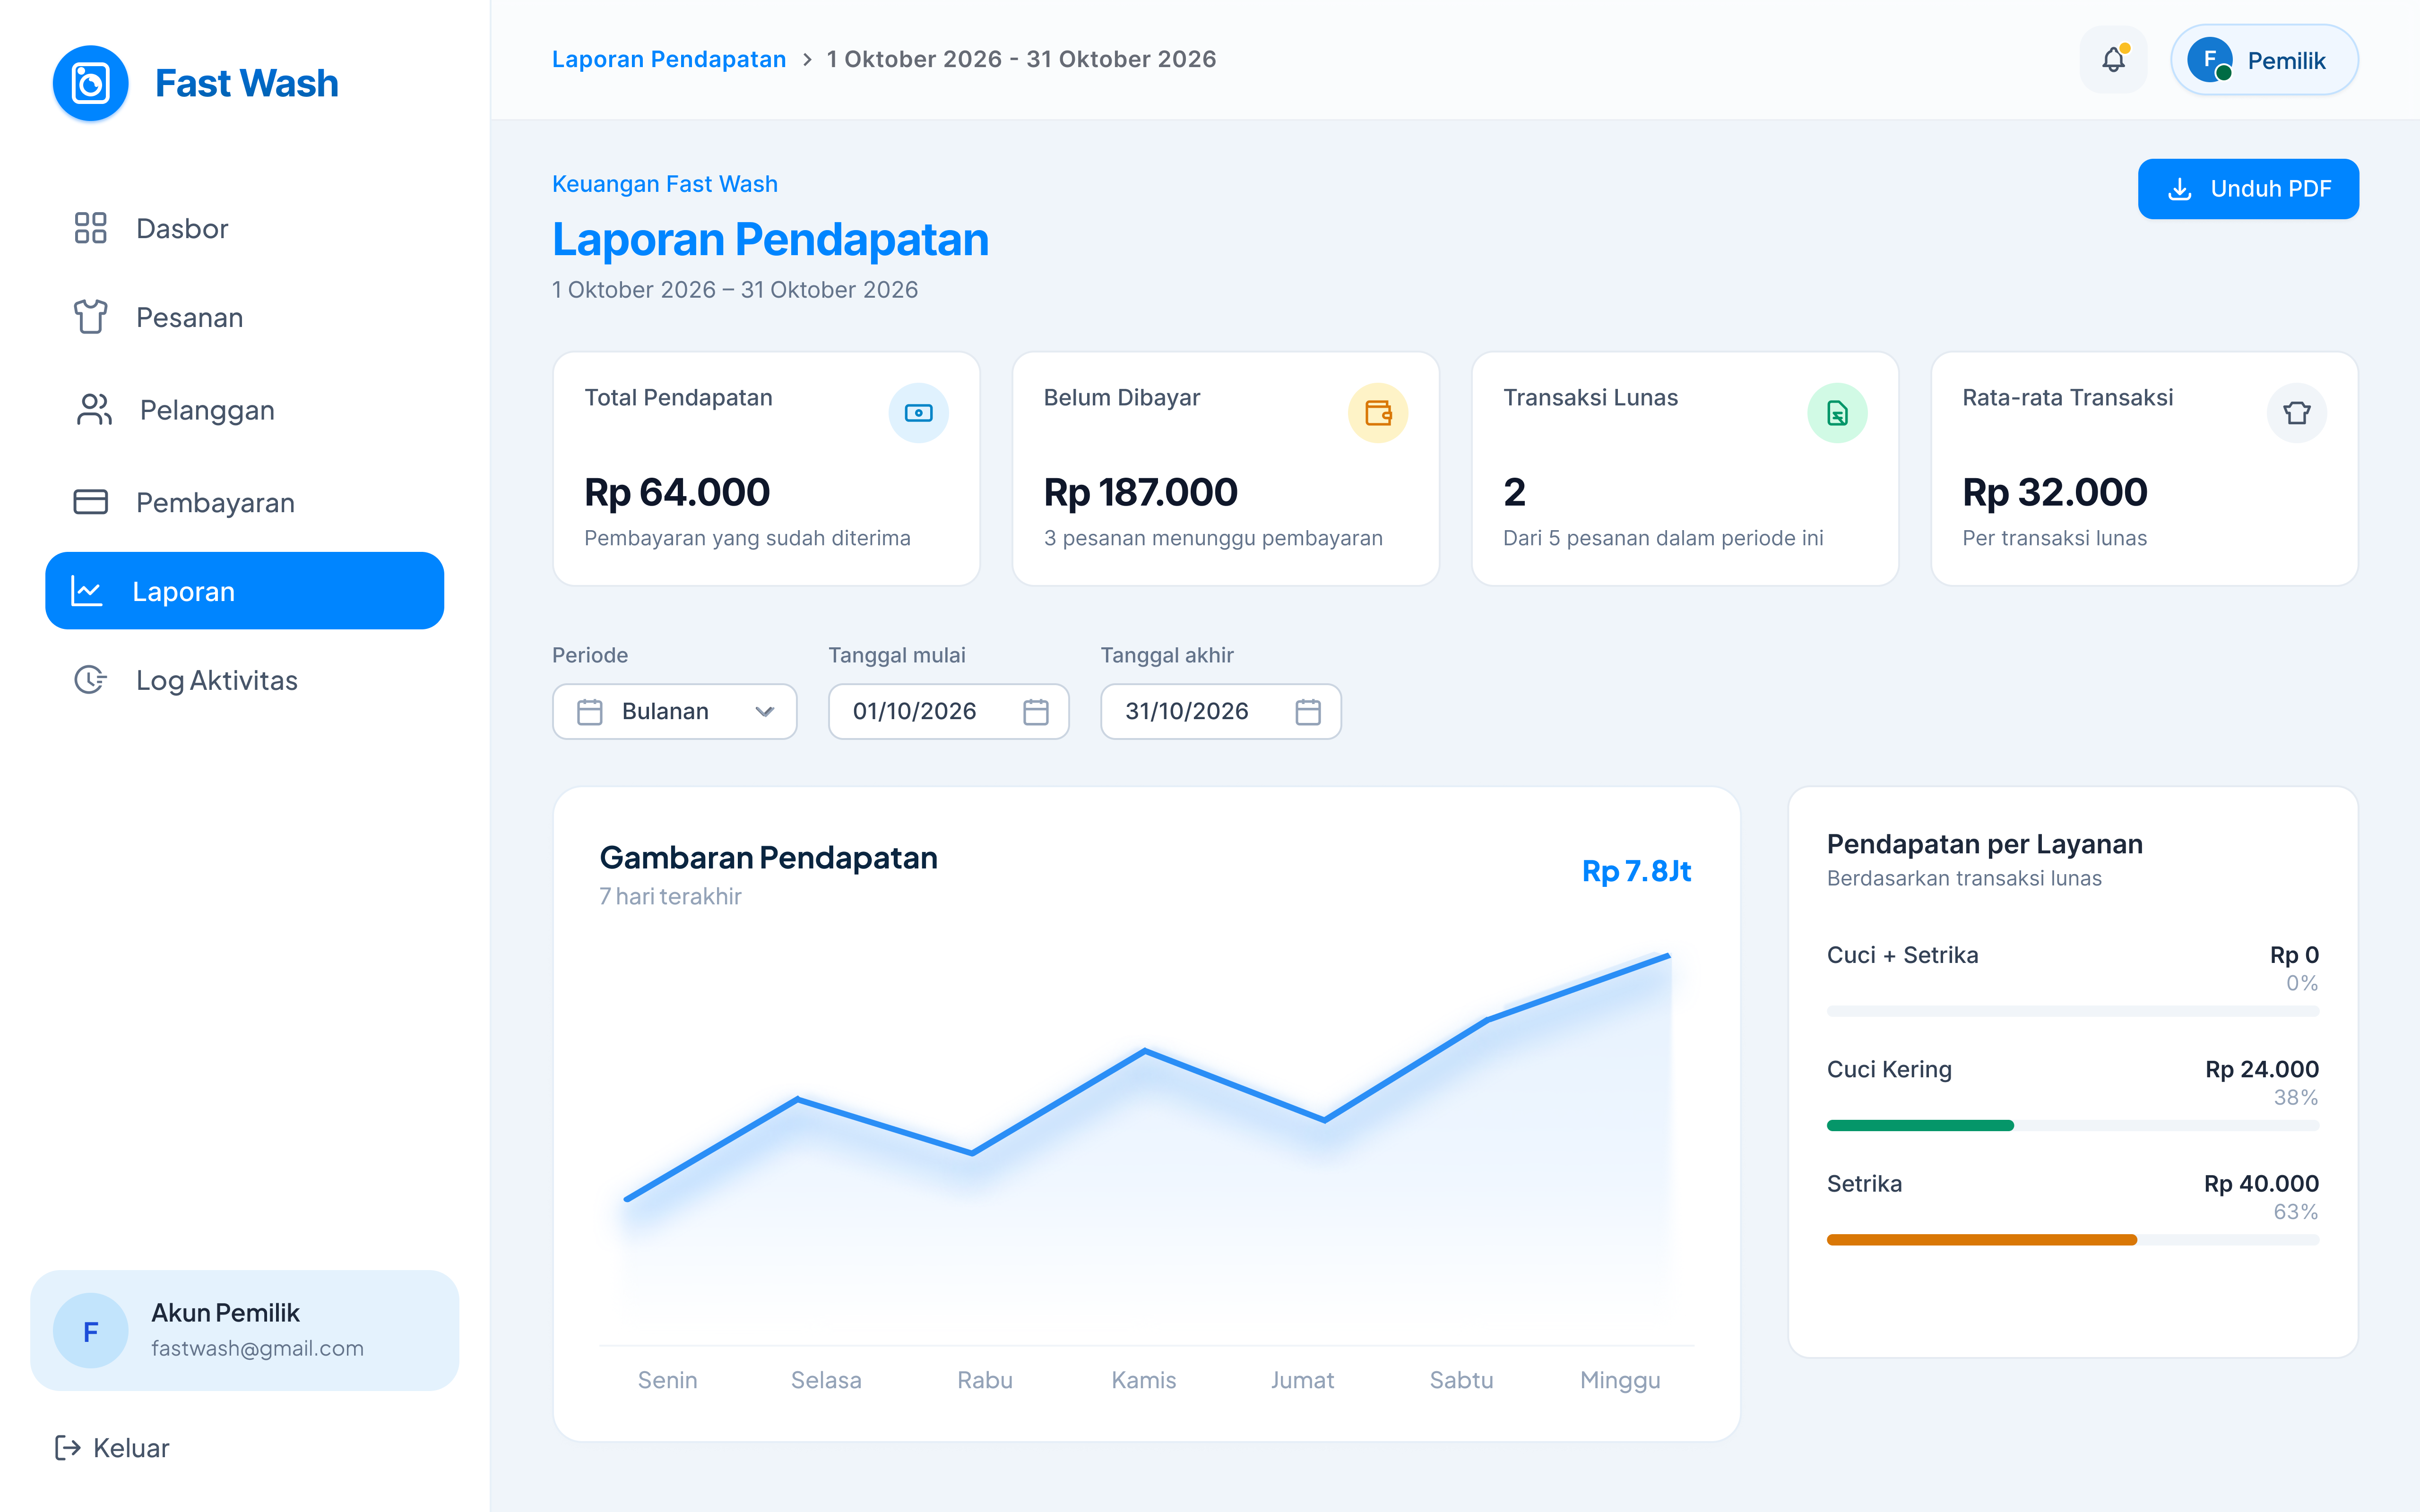 Fast Wash
Dasbor
Pesanan
Pelanggan
Pembayaran
Laporan
Log Aktivitas
F
Akun Pemilik
fastwash@gmail.com
Keluar
Laporan Pendapatan > 1 Oktober 2026 - 31 Oktober 2026
F Pemilik
Keuangan Fast Wash
Laporan Pendapatan
1 Oktober 2026 – 31 Oktober 2026
Unduh PDF
Total Pendapatan
Rp 64.000
Pembayaran yang sudah diterima
Belum Dibayar
Rp 187.000
3 pesanan menunggu pembayaran
Transaksi Lunas
2
Dari 5 pesanan dalam periode ini
Rata-rata Transaksi
Rp 32.000
Per transaksi lunas
Periode
Bulanan
Tanggal mulai
01/10/2026
Tanggal akhir
31/10/2026
Gambaran Pendapatan
7 hari terakhir
Rp 7.8Jt
Senin Selasa Rabu Kamis Jumat Sabtu Minggu
Pendapatan per Layanan
Berdasarkan transaksi lunas
Cuci + Setrika Rp 0
0%
Cuci Kering Rp 24.000
38%
Setrika Rp 40.000
63%